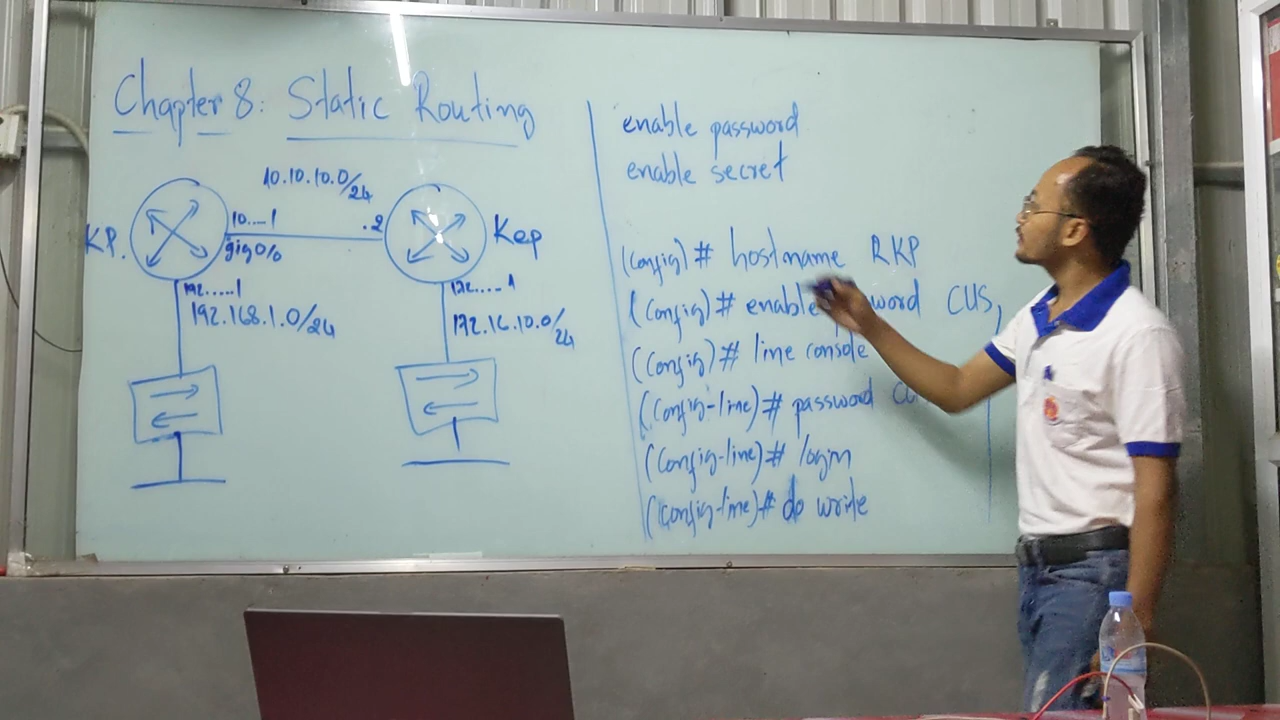 Chapter 8: Static Routing
10.10.10.0/24
KP.
10....1
.2
gig0/0
Kep
192.....1
192.168.1.0/24
172.....1
172.16.10.0/24
enable password
enable secret
(config)# hostname RKP
(config)# enable word CUS,
(config)# line console
(config-line)# password
(config-line)# login
(config-line)# do write